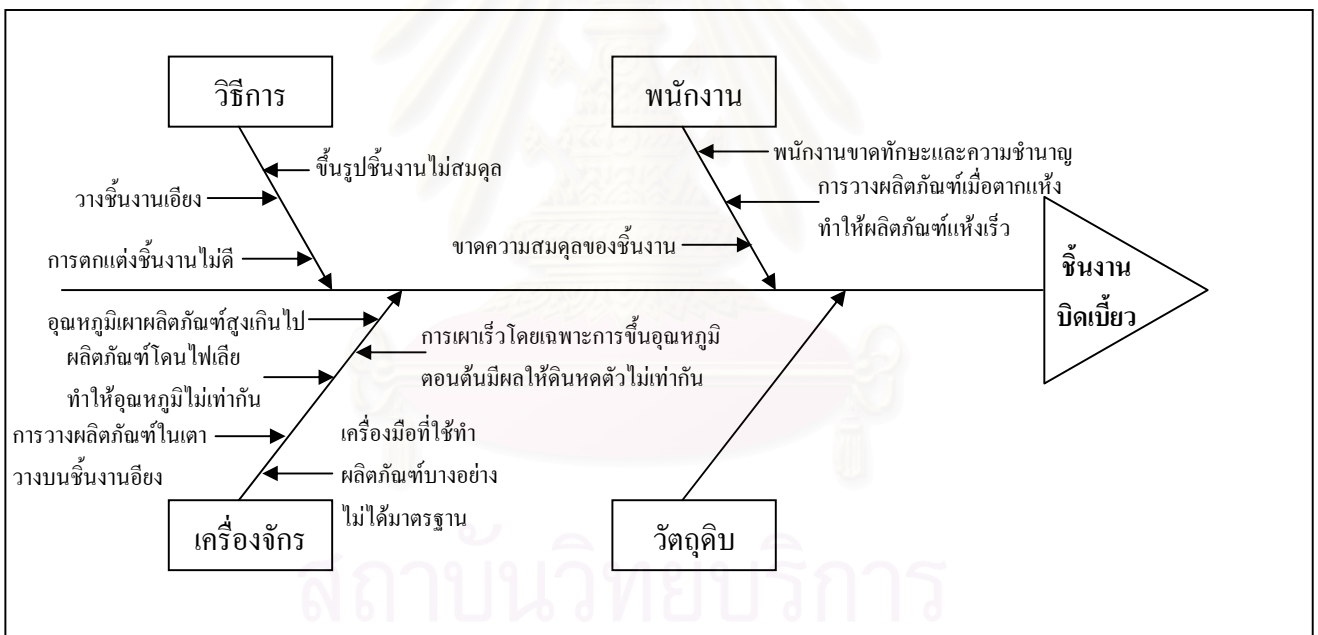 วิธีการ
พนักงาน
ขึ้นรูปชิ้นงานไม่สมดุล
วางชิ้นงานเอียง
การตกแต่งชิ้นงานไม่ดี
พนักงานขาดทักษะและความชำนาญ
การวางผลิตภัณฑ์เมื่อตากแห้ง
ทำให้ผลิตภัณฑ์แห้งเร็ว
ขาดความสมดุลของชิ้นงาน
ชิ้นงาน
บิดเบี้ยว
อุณหภูมิเผาผลิตภัณฑ์สูงเกินไป
ผลิตภัณฑ์โดนไฟเลีย
ทำให้อุณหภูมิไม่เท่ากัน
การวางผลิตภัณฑ์ในเตา
วางบนชิ้นงานอียง
การเผาเร็วโดยเฉพาะการขึ้นอุณหภูมิ
ตอนต้นมีผลให้ดินหดตัวไม่เท่ากัน
เครื่องมือที่ใช้ทำ
ผลิตภัณฑ์บางอย่าง
ไม่ได้มาตรฐาน
เครื่องจักร
วัตถุดิบ
สถาบันวิทยบริการ